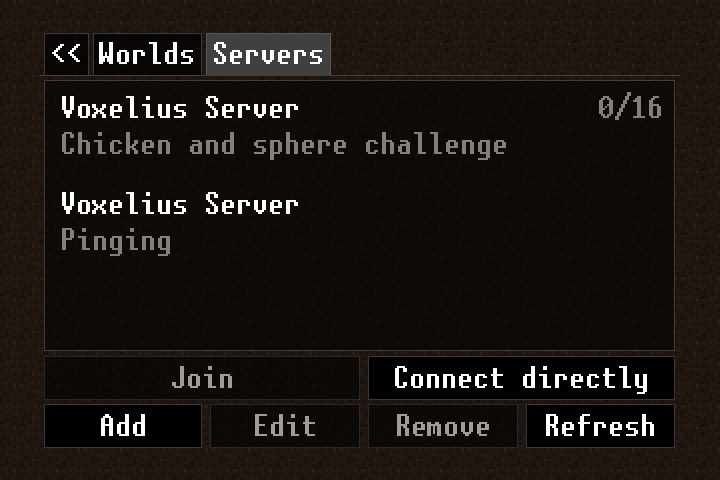 << Worlds Servers
Voxelius Server 0/16
Chicken and sphere challenge
Voxelius Server
Pinging
Join Connect directly
Add Edit Remove Refresh